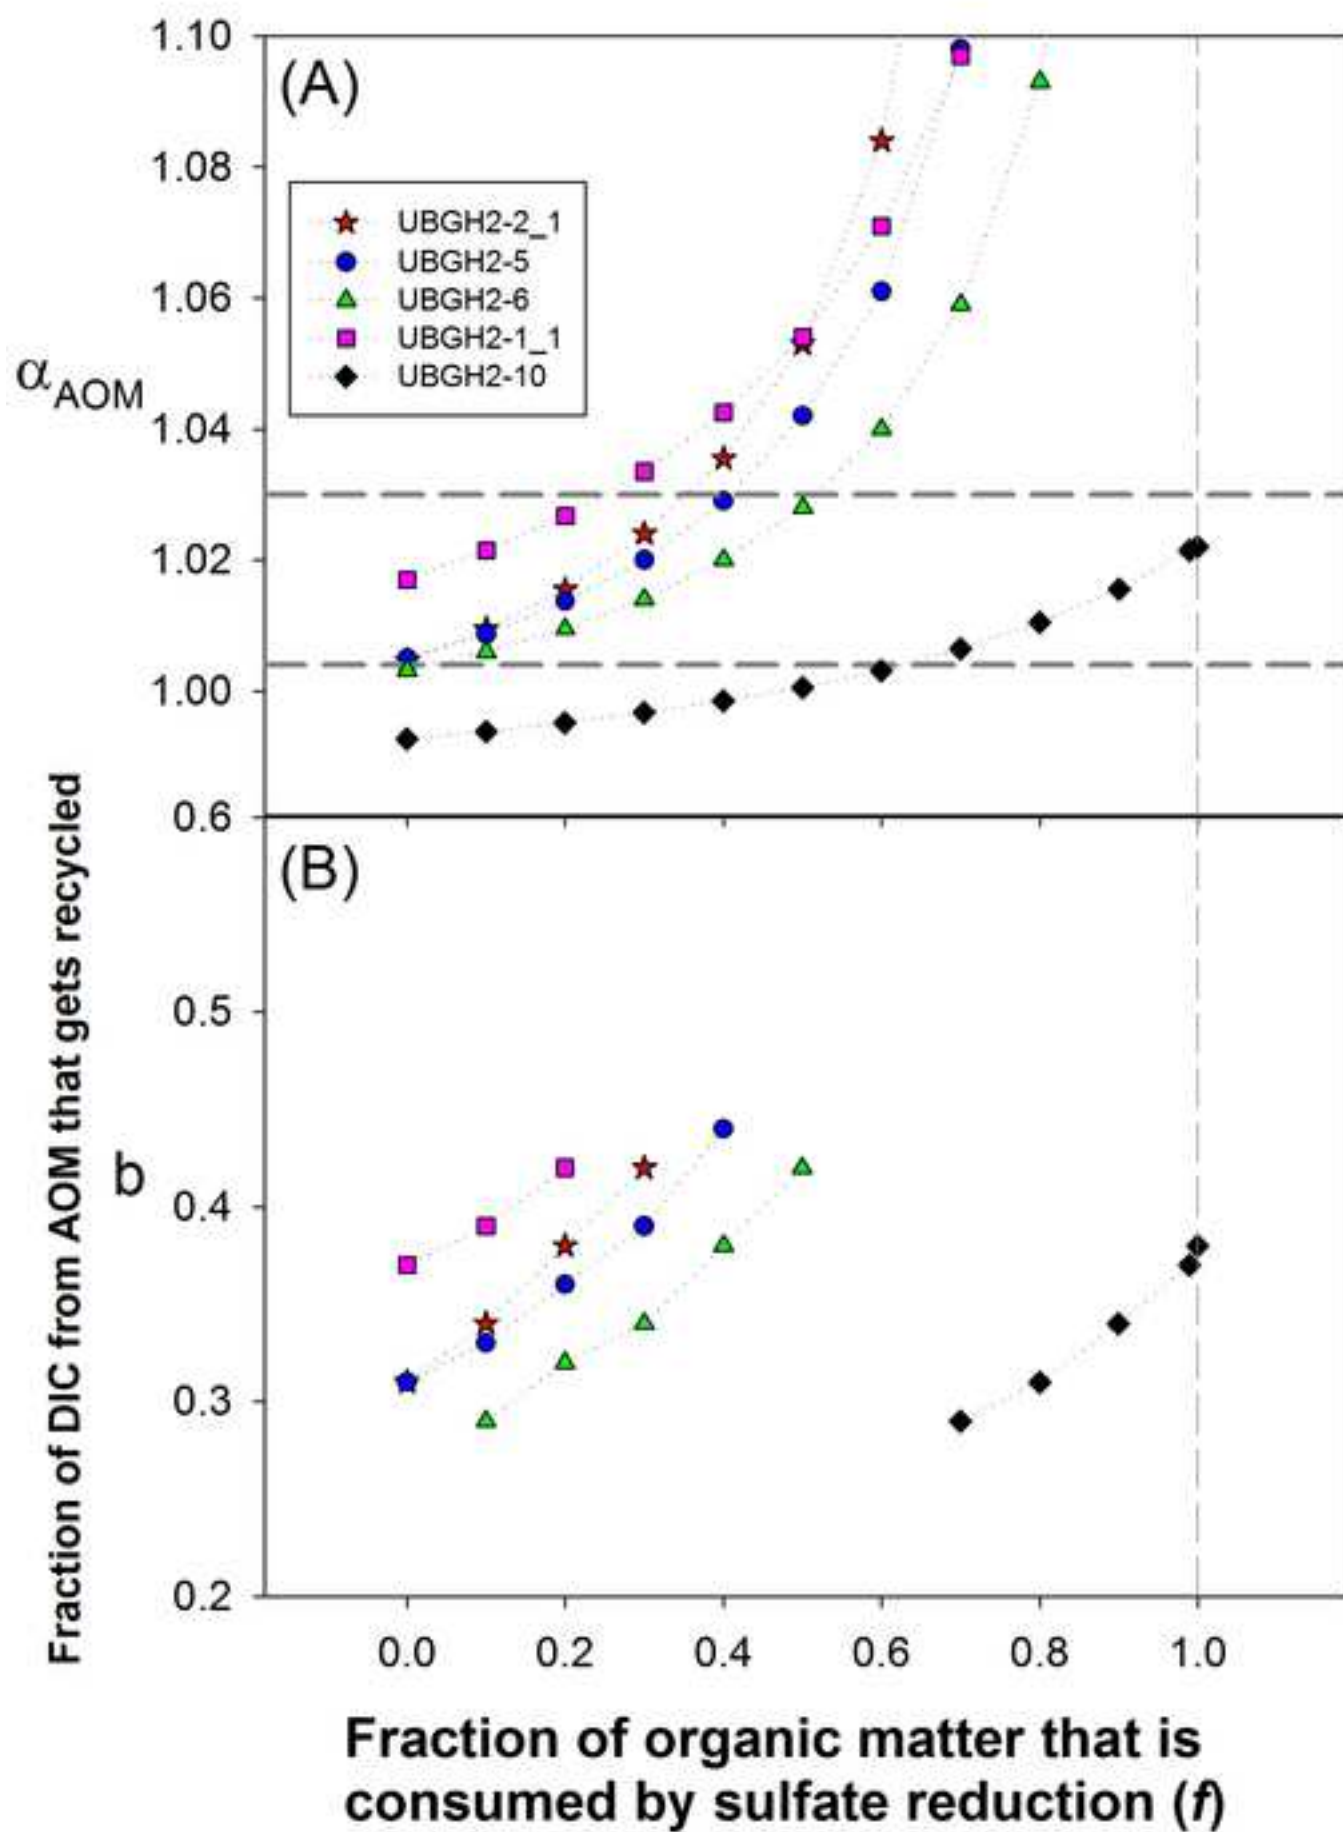 (A)
1.10
1.08
1.06
1.04
1.02
1.00
αAOM
UBGH2-2_1
UBGH2-5
UBGH2-6
UBGH2-1_1
UBGH2-10
(B)
0.6
0.5
0.4
0.3
0.2
b
Fraction of DIC from AOM that gets recycled
0.0 0.2 0.4 0.6 0.8 1.0
Fraction of organic matter that is
consumed by sulfate reduction (f)